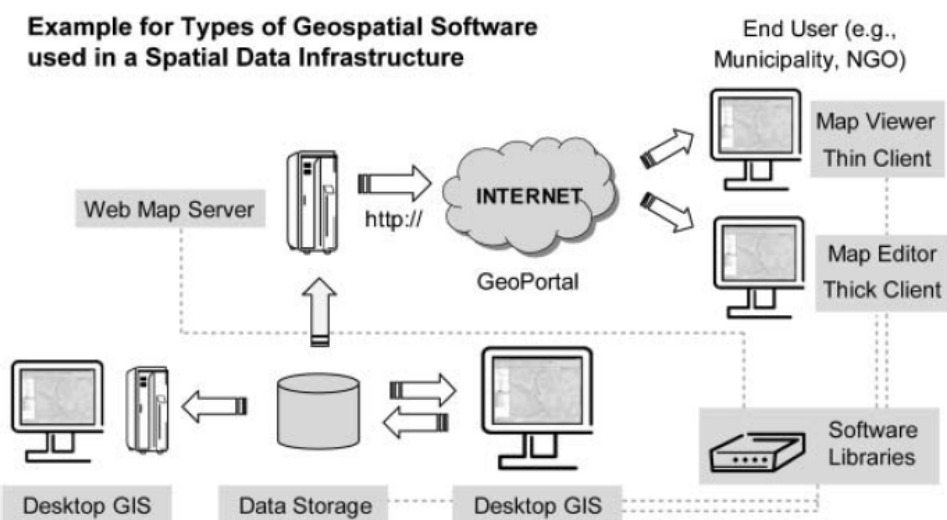 Example for Types of Geospatial Software
used in a Spatial Data Infrastructure
End User (e.g.,
Municipality, NGO)
Map Viewer
Thin Client
Web Map Server
http://
INTERNET
GeoPortal
Map Editor
Thick Client
Software
Libraries
Desktop GIS
Data Storage
Desktop GIS